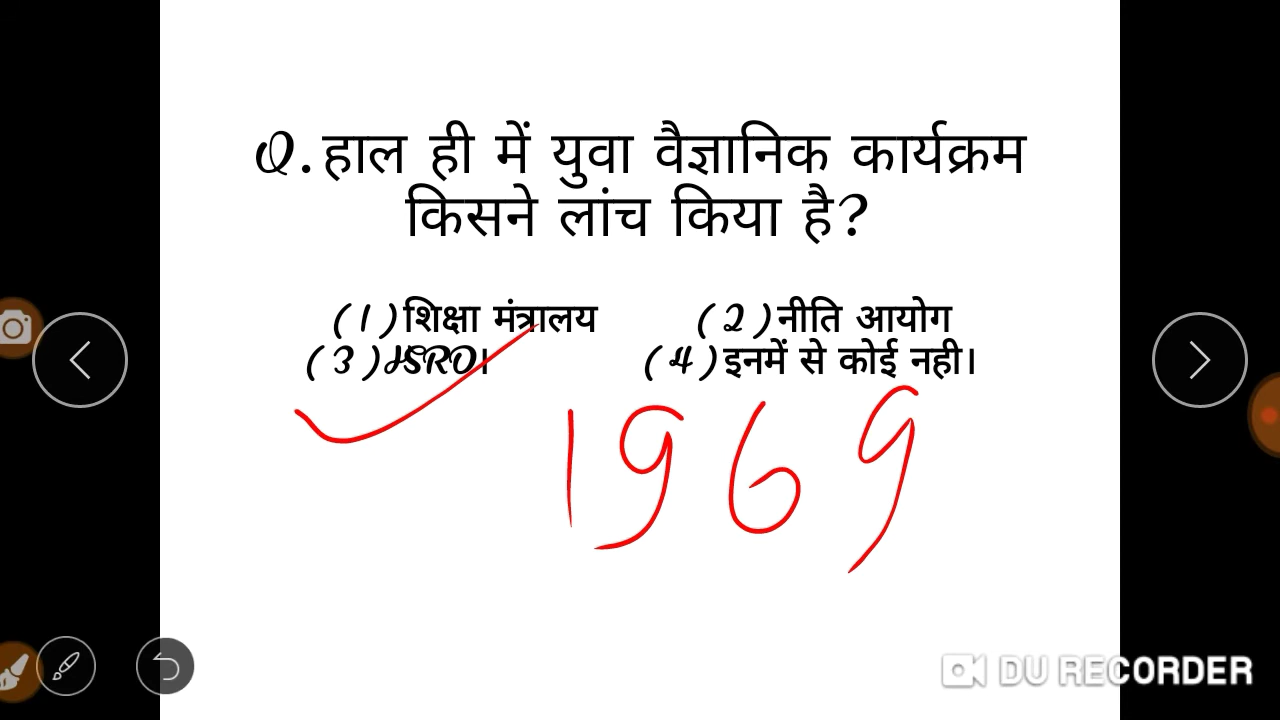 Q.हाल ही में युवा वैज्ञानिक कार्यक्रम
किसने लांच किया है?
(1)शिक्षा मंत्रालय (2)नीति आयोग
(3)ISRO। (4)इनमें से कोई नही।
1969
DU RECORDER